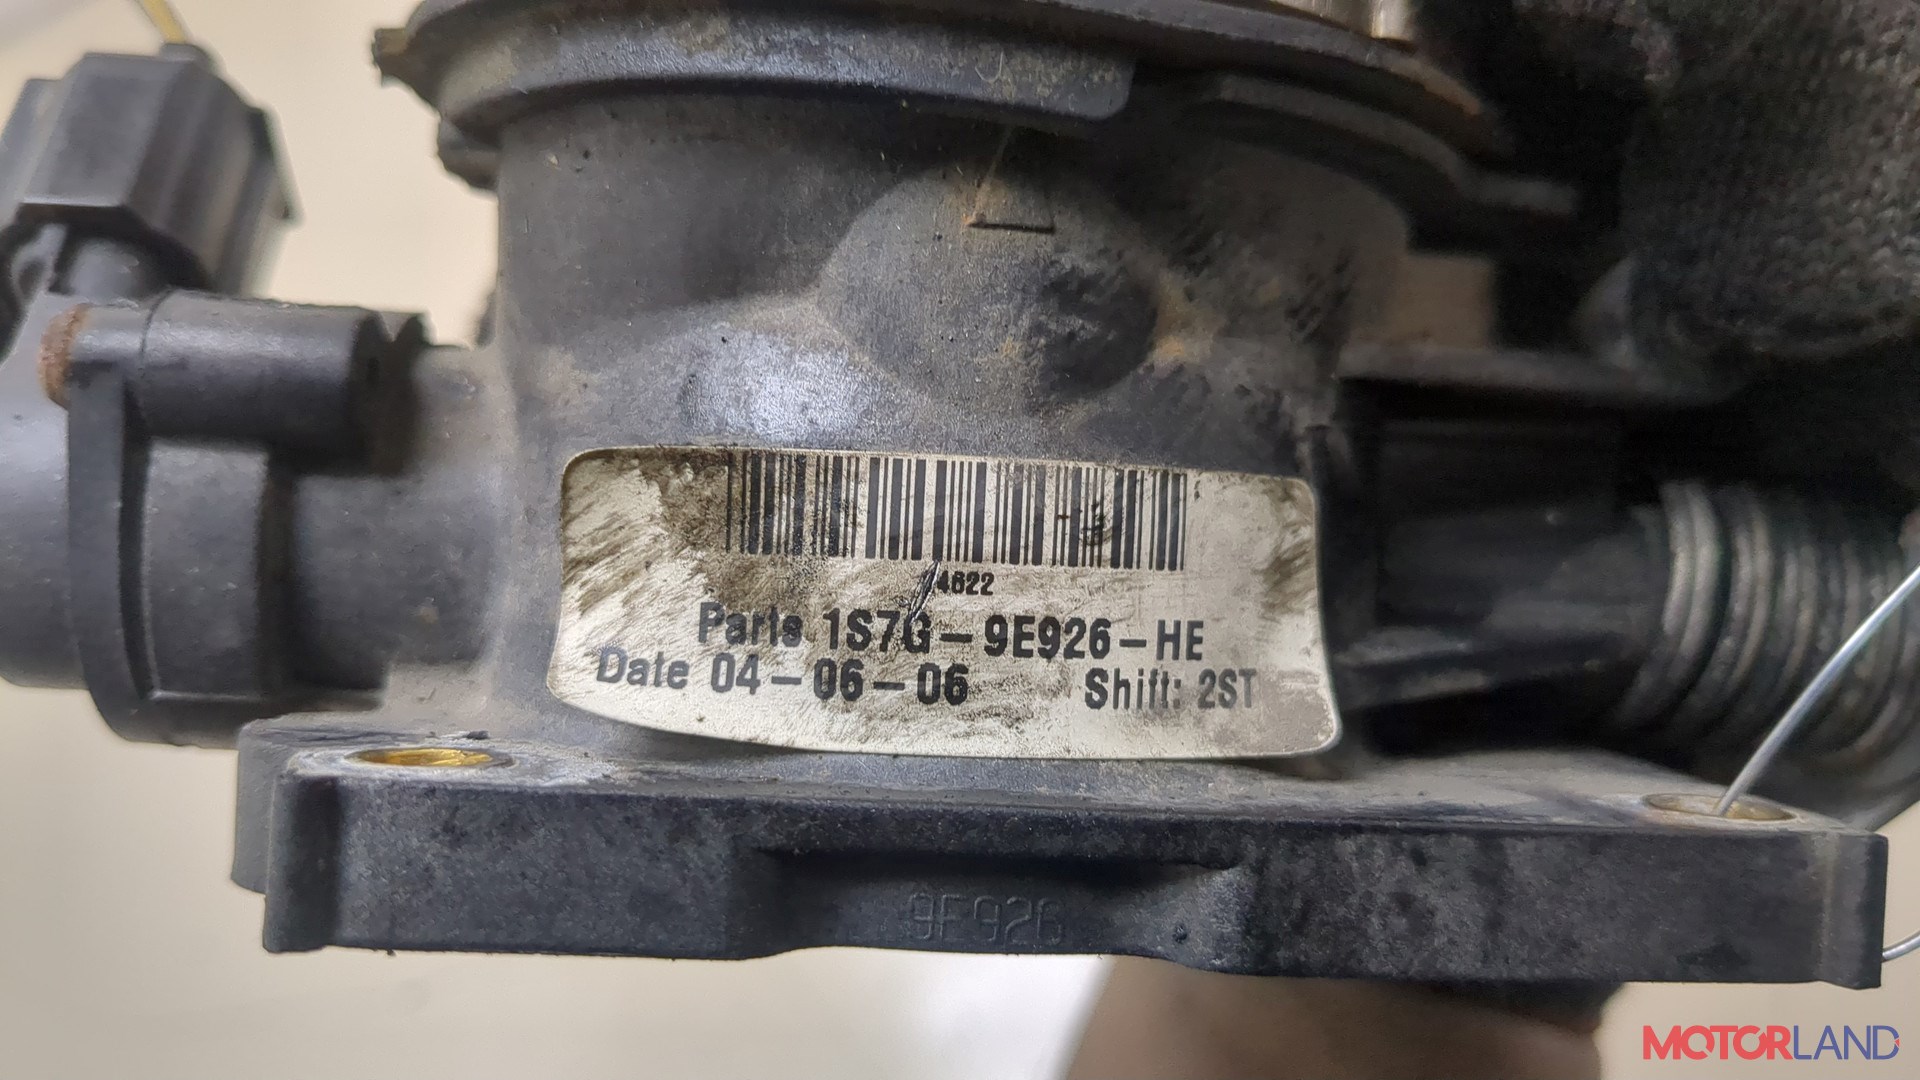 4622
Parts 1S7G-9E926-HE
Date 04-06-06 Shift: 2ST
9E926
MOTORLAND